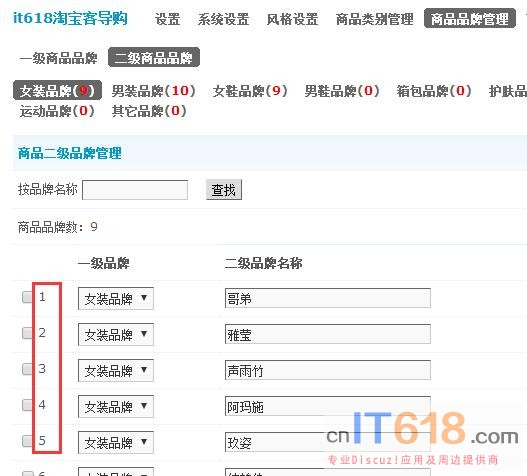 it618淘宝客导购 设置 系统设置 风格设置 商品类别管理 商品品牌管理
一级商品品牌 二级商品品牌
女装品牌(9) 男装品牌(10) 女鞋品牌(9) 男鞋品牌(0) 箱包品牌(0) 护肤品
运动品牌(0) 其它品牌(0)
商品二级品牌管理
按品牌名称 查找
商品品牌数: 9
一级品牌 二级品牌名称
1 女装品牌 哥弟
2 女装品牌 雅莹
3 女装品牌 声雨竹
4 女装品牌 阿玛施
5 女装品牌 玖姿
cnIT618.com
专业Discuz!应用及周边提供商